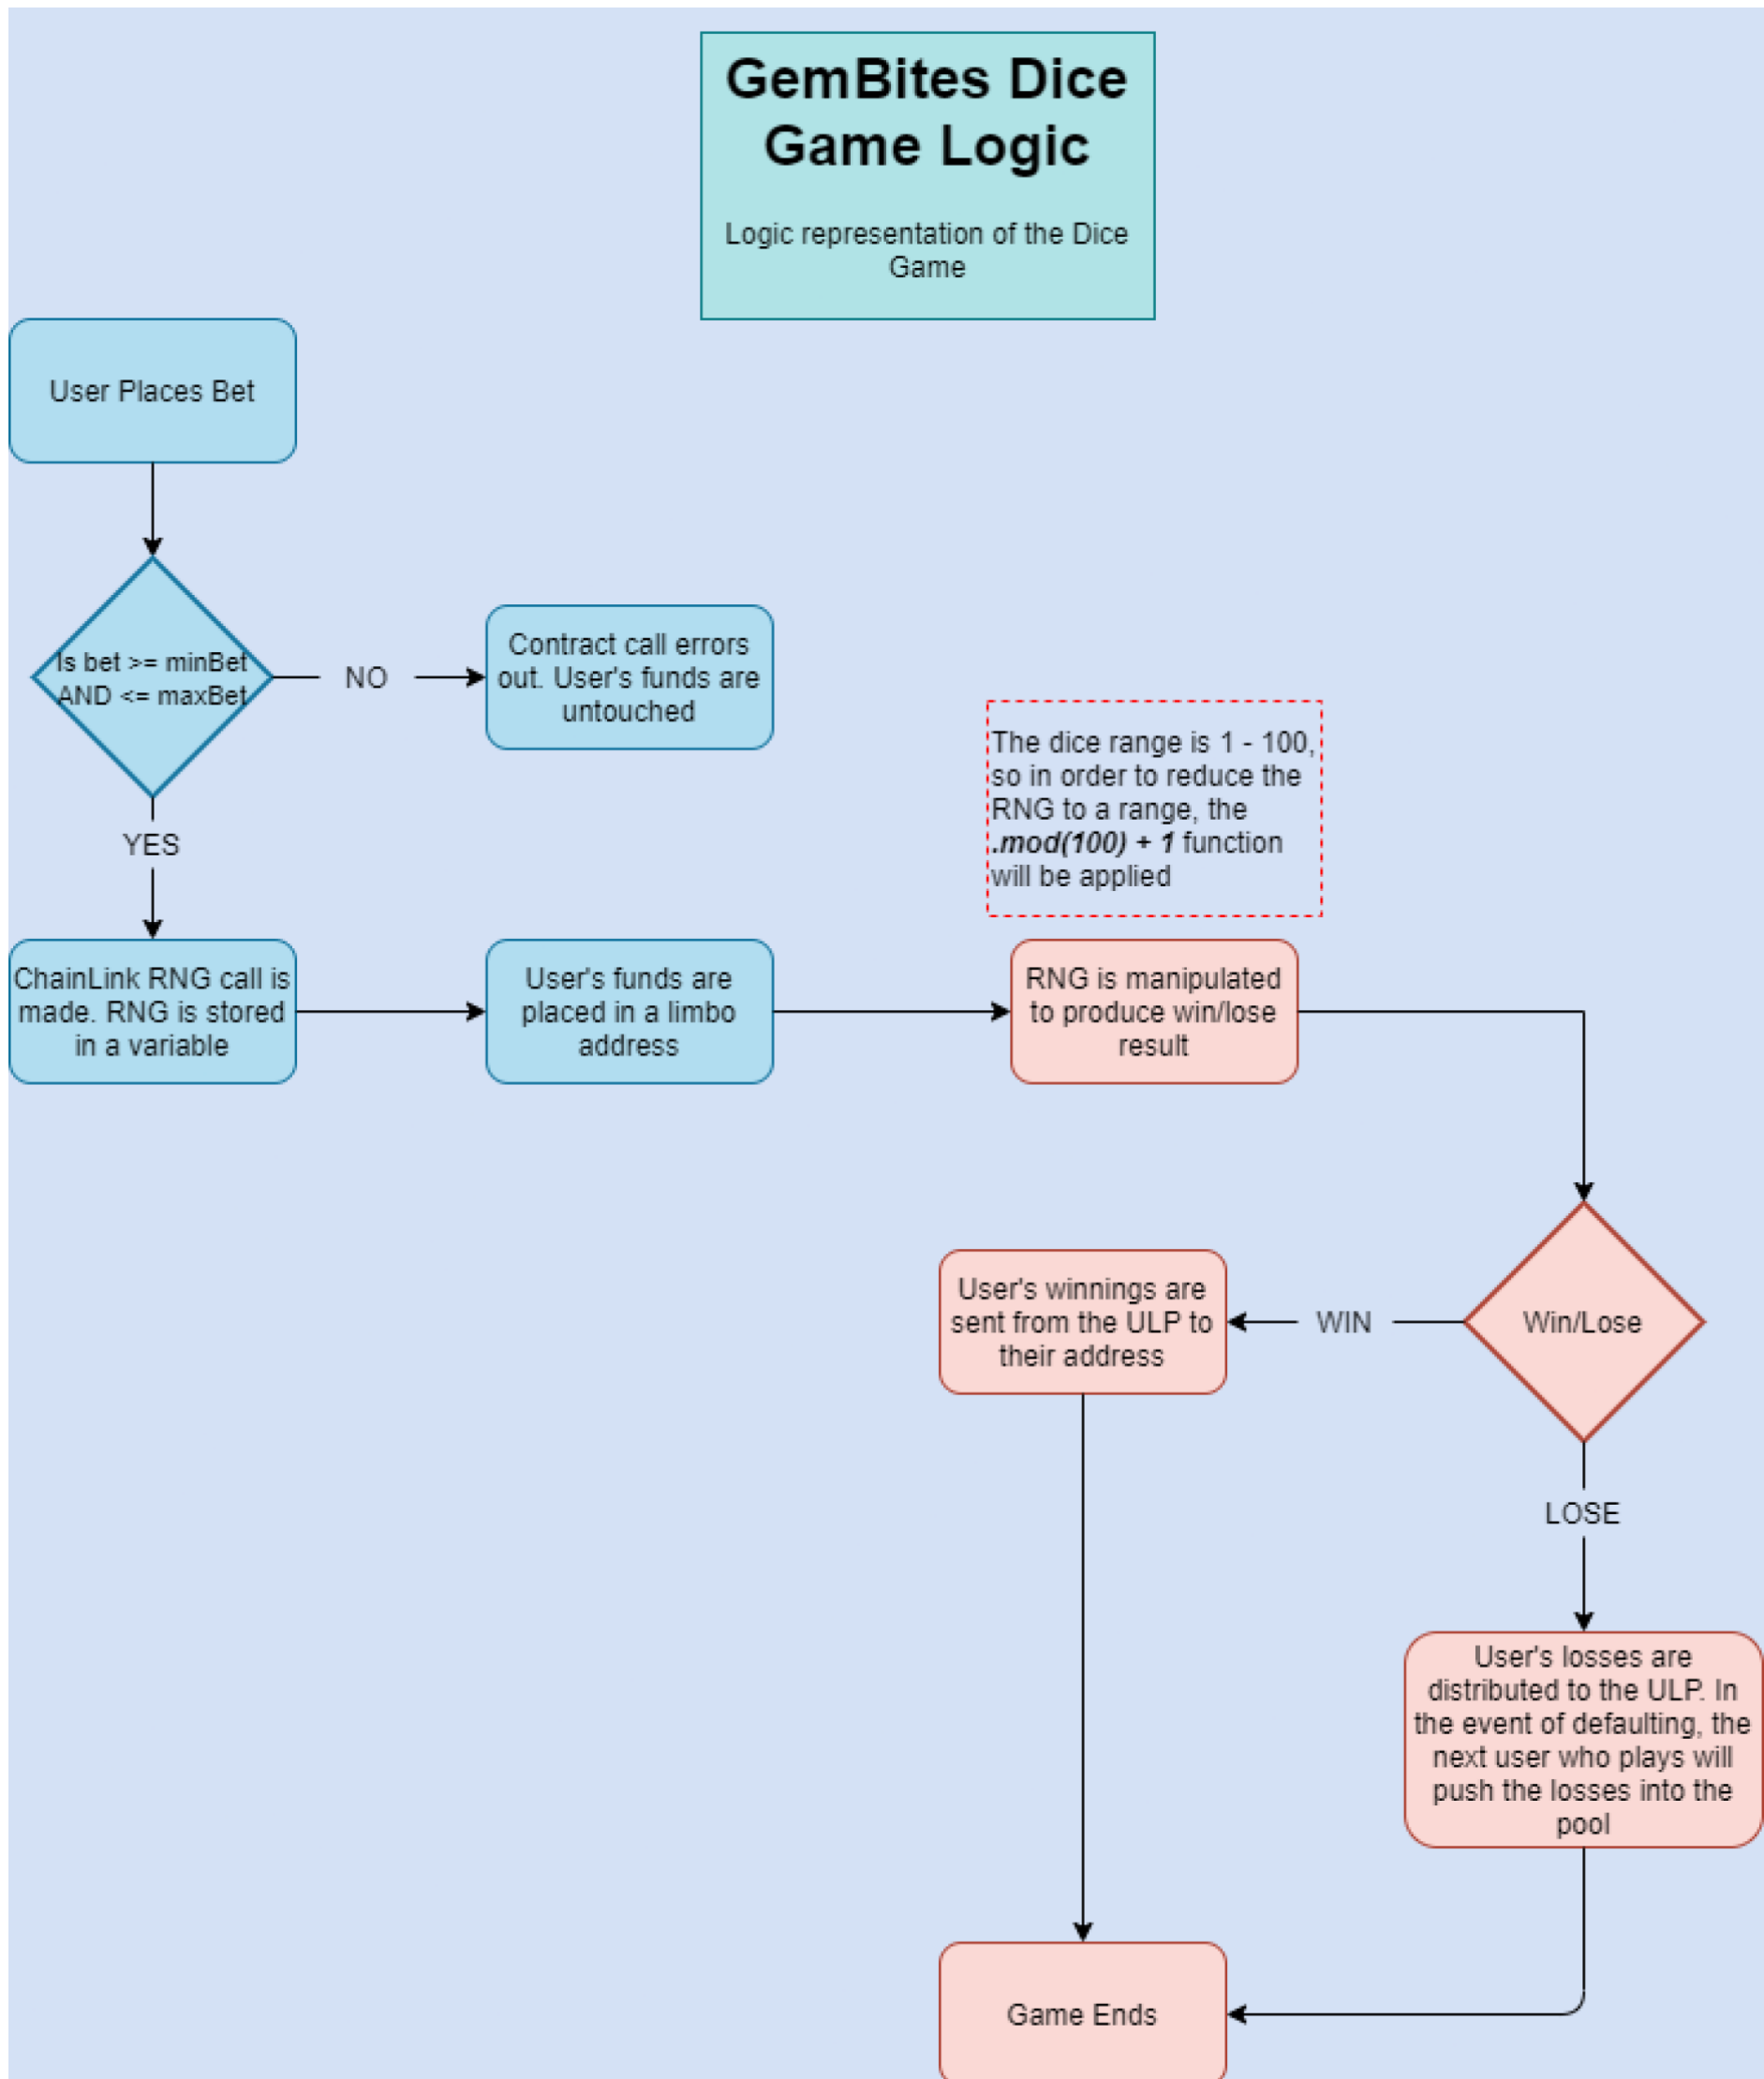 GemBites Dice
Game Logic
Logic representation of the Dice
Game
User Places Bet
Is bet >= minBet
AND <= maxBet
NO
Contract call errors
out. User's funds are
untouched
The dice range is 1 - 100,
so in order to reduce the
RNG to a range, the
.mod(100) + 1 function
will be applied
YES
ChainLink RNG call is
made. RNG is stored
in a variable
User's funds are
placed in a limbo
address
RNG is manipulated
to produce win/lose
result
User's winnings are
sent from the ULP to
their address
WIN
Win/Lose
LOSE
User's losses are
distributed to the ULP. In
the event of defaulting, the
next user who plays will
push the losses into the
pool
Game Ends